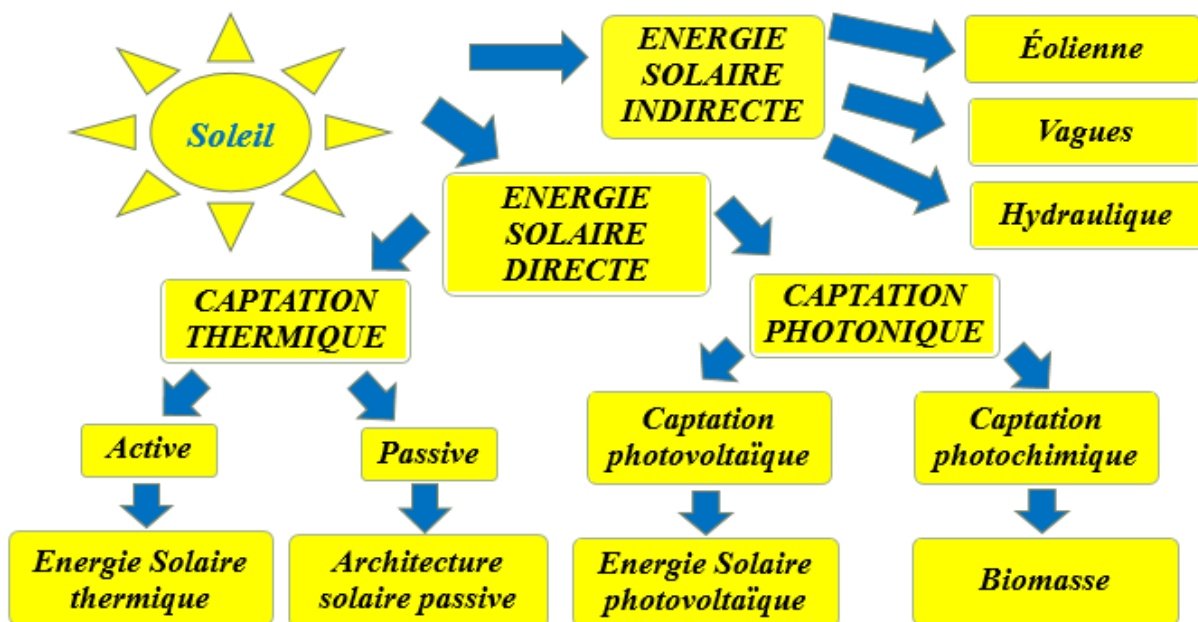 Soleil
ENERGIE
SOLAIRE
INDIRECTE
Éolienne
Vagues
Hydraulique
ENERGIE
SOLAIRE
DIRECTE
CAPTATION
THERMIQUE
CAPTATION
PHOTONIQUE
Active
Passive
Captation
photovoltaïque
Captation
photochimique
Energie Solaire
thermique
Architecture
solaire passive
Energie Solaire
photovoltaïque
Biomasse